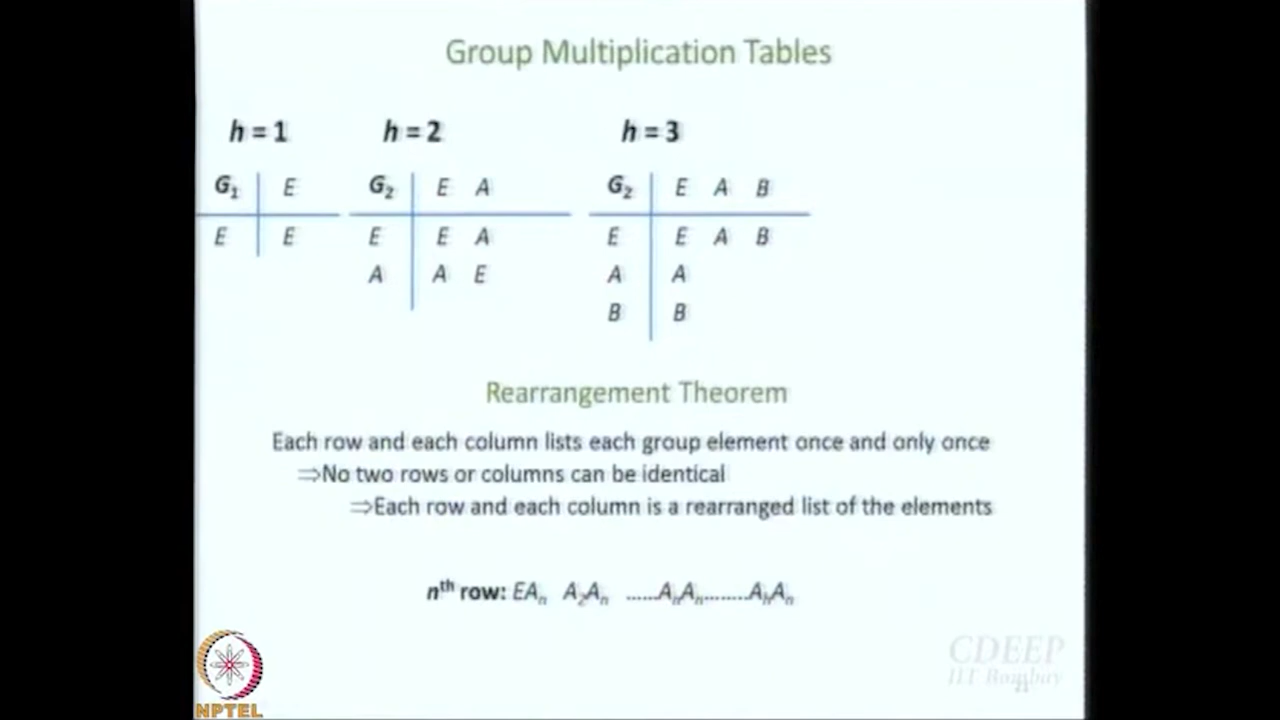 Group Multiplication Tables
h = 1 h = 2 h = 3
G₁ E G₂ E A G₂ E A B
E E E E A E E A B
A A E A A
B B
Rearrangement Theorem
Each row and each column lists each group element once and only once
⇒No two rows or columns can be identical
⇒Each row and each column is a rearranged list of the elements
nᵗʰ row: EAₙ A₂Aₙ ......AₙAₙ........AₕAₙ
CDEEP
IIT Bombay
NPTEL